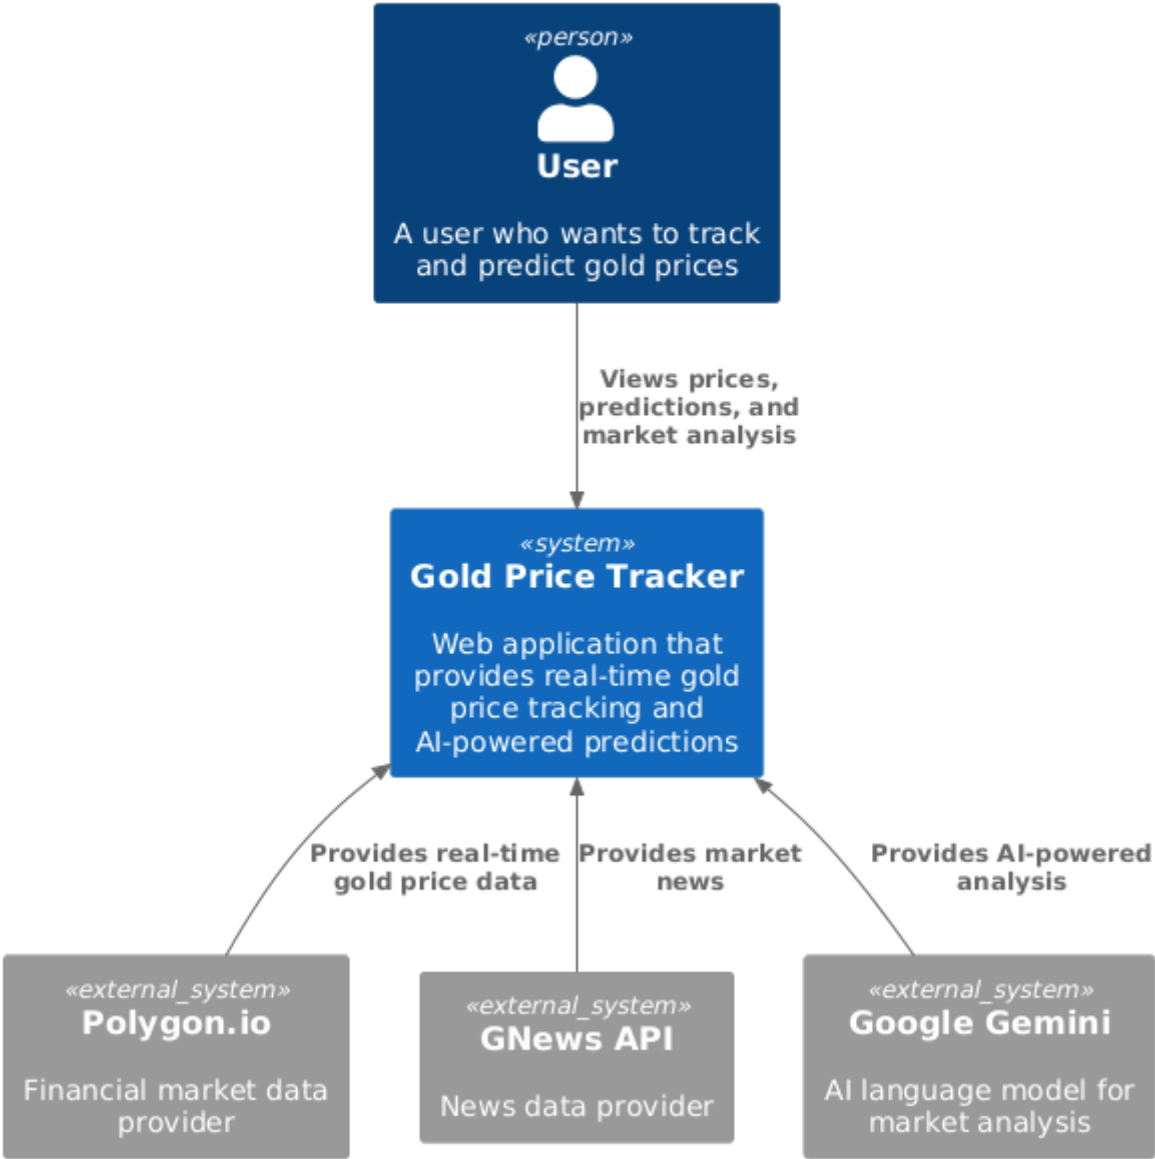 «person»
User
A user who wants to track
and predict gold prices
Views prices,
predictions, and
market analysis
«system»
Gold Price Tracker
Web application that
provides real-time gold
price tracking and
AI-powered predictions
Provides real-time
gold price data
Provides market
news
Provides AI-powered
analysis
«external_system»
Polygon.io
Financial market data
provider
«external_system»
GNews API
News data provider
«external_system»
Google Gemini
AI language model for
market analysis